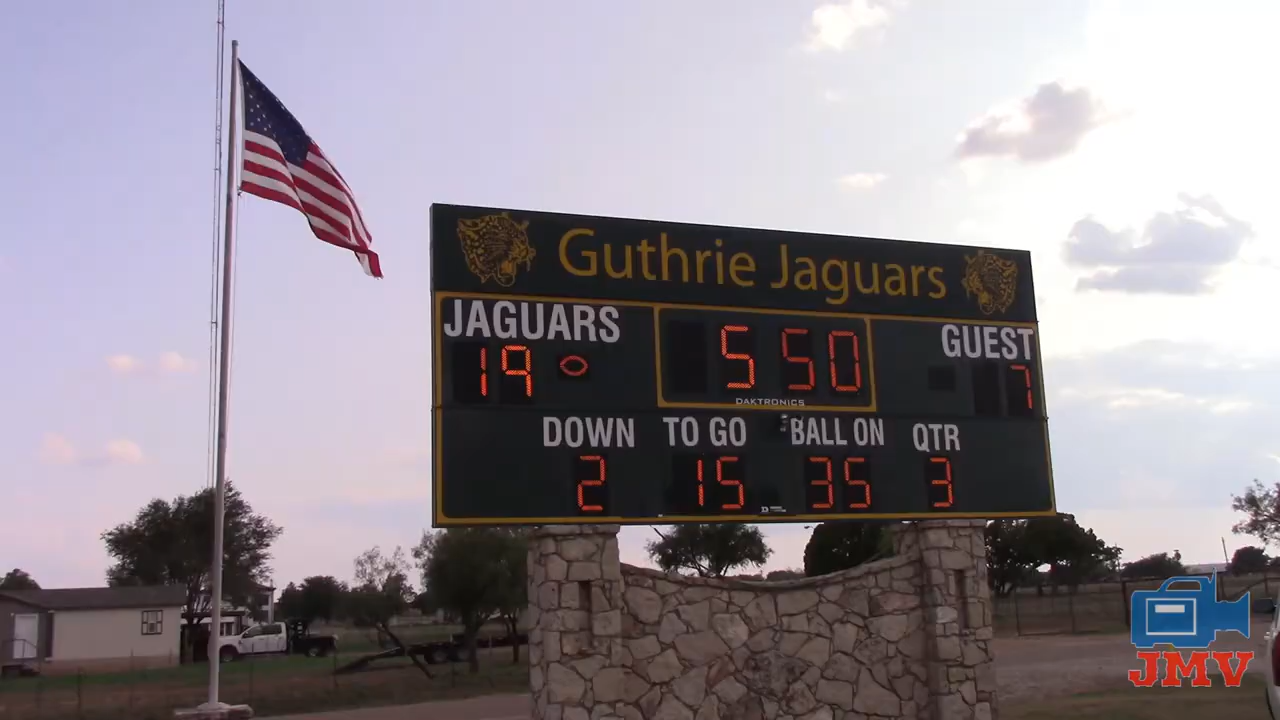 Guthrie Jaguars
JAGUARS
GUEST
19
5 50
7
DAKTRONICS
DOWN TO GO BALL ON QTR
2 15 35 3
JMV